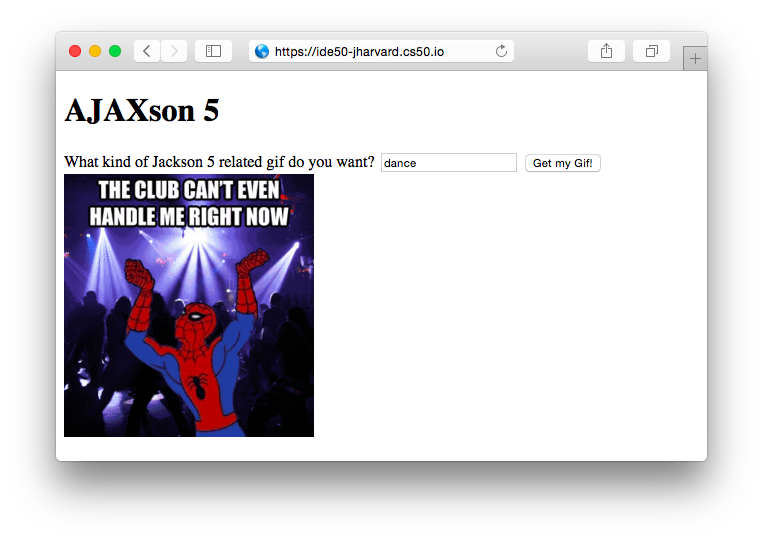 https://ide50-jharvard.cs50.io
AJAXson 5
What kind of Jackson 5 related gif do you want? dance Get my Gif!
THE CLUB CAN'T EVEN
HANDLE ME RIGHT NOW